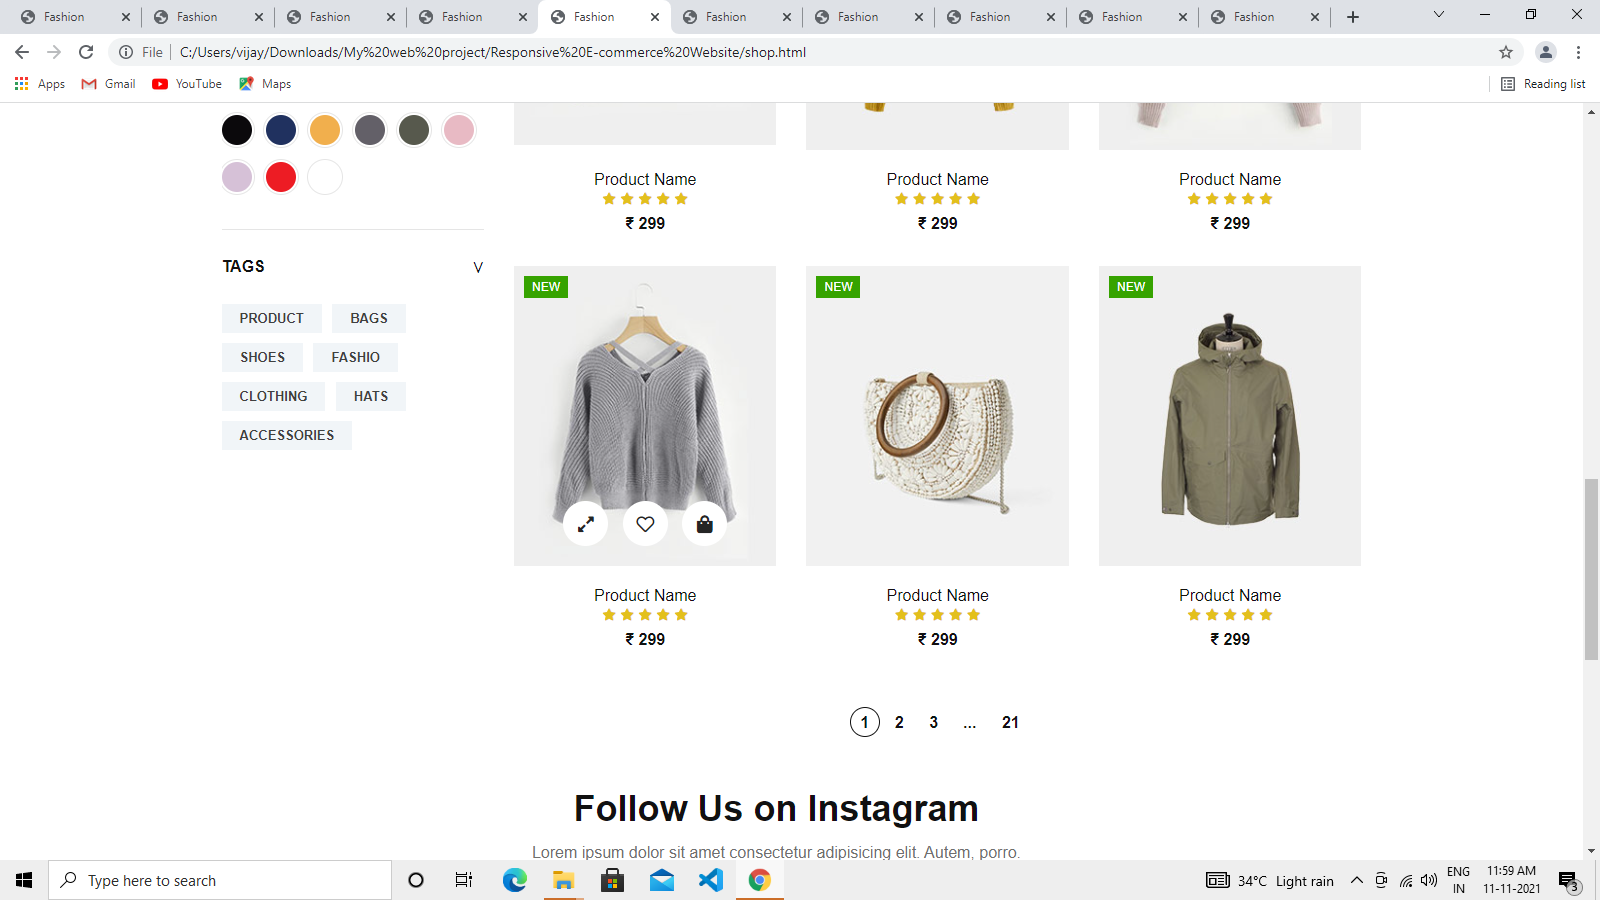 Fashion Fashion Fashion Fashion Fashion Fashion Fashion Fashion Fashion Fashion
File C:/Users/vijay/Downloads/My%20web%20project/Responsive%20E-commerce%20Website/shop.html
Apps Gmail YouTube Maps Reading list
Product Name Product Name Product Name
₹ 299 ₹ 299 ₹ 299
TAGS V
NEW NEW NEW
PRODUCT BAGS
SHOES FASHIO
CLOTHING HATS
ACCESSORIES
Product Name Product Name Product Name
₹ 299 ₹ 299 ₹ 299
1 2 3 ... 21
Follow Us on Instagram
Lorem ipsum dolor sit amet consectetur adipisicing elit. Autem, porro.
Type here to search 34°C Light rain ENG 11:59 AM
IN 11-11-2021 3